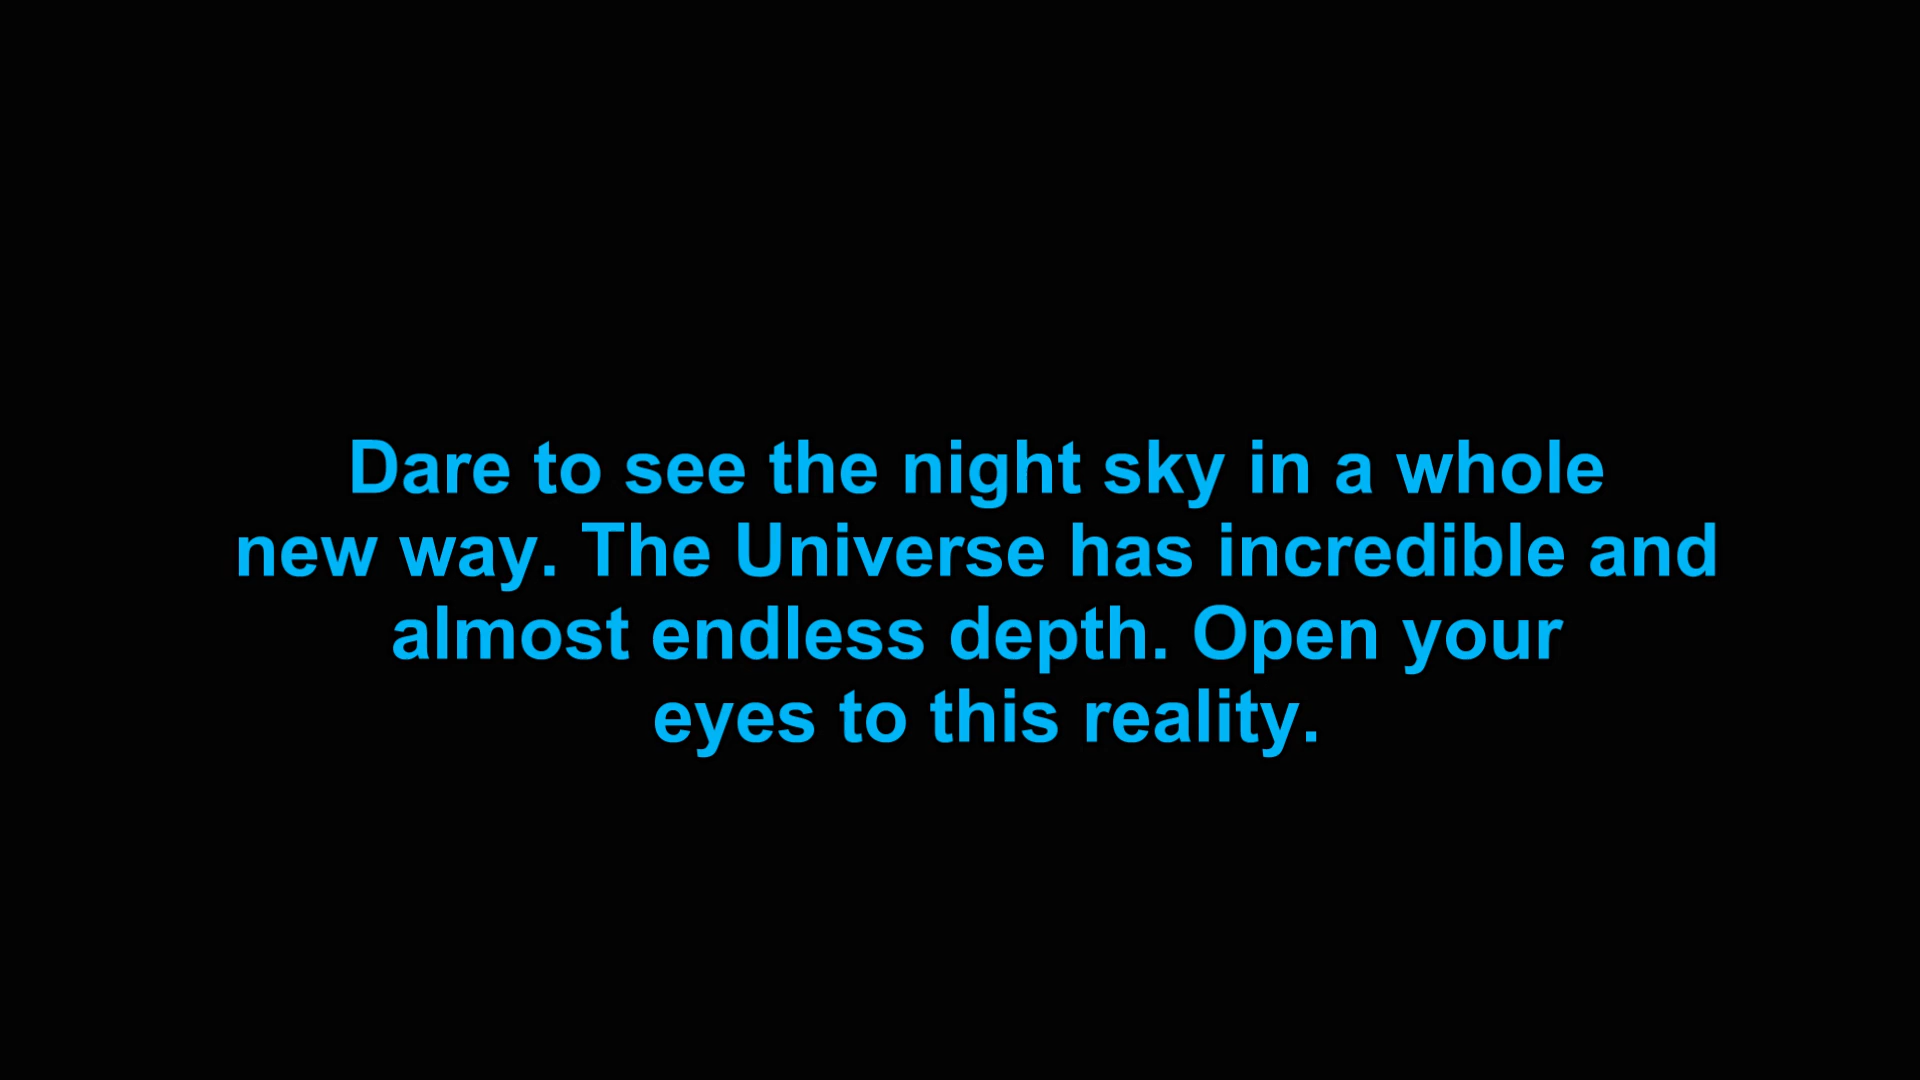 Dare to see the night sky in a whole
new way. The Universe has incredible and
almost endless depth. Open your
eyes to this reality.